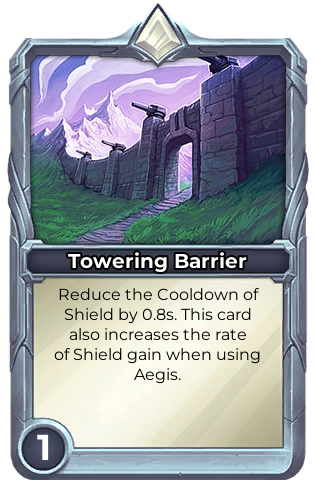 Towering Barrier
Reduce the Cooldown of
Shield by 0.8s. This card
also increases the rate
of Shield gain when using
Aegis.
1